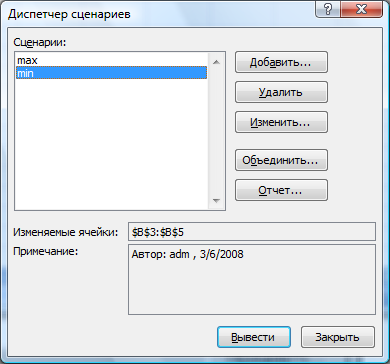 Диспетчер сценариев
Сценарии:
max
min
Добавить...
Удалить
Изменить...
Объединить...
Отчет...
Изменяемые ячейки:
$B$3:$B$5
Примечание:
Автор: adm , 3/6/2008
Вывести
Закрыть